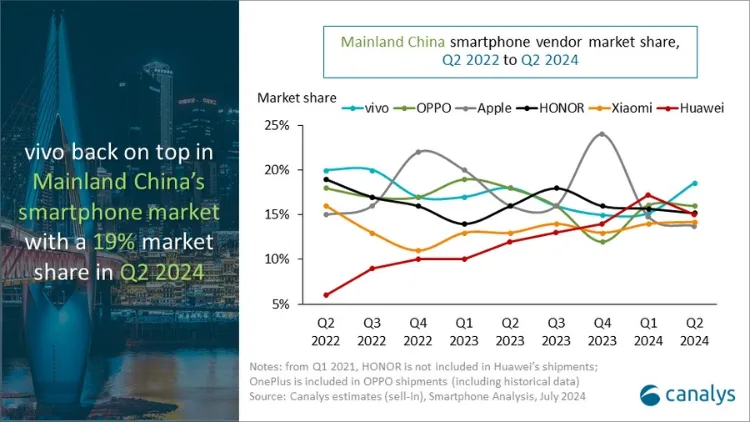 vivo back on top in
Mainland China's
smartphone market
with a 19% market
share in Q2 2024
Mainland China smartphone vendor market share,
Q2 2022 to Q2 2024
Market share
vivo OPPO Apple HONOR Xiaomi Huawei
25%
20%
15%
10%
5%
Q2 Q3 Q4 Q1 Q2 Q3 Q4 Q1 Q2
2022 2022 2022 2023 2023 2023 2023 2024 2024
Notes: from Q1 2021, HONOR is not included in Huawei's shipments;
OnePlus is included in OPPO shipments (including historical data)
Source: Canalys estimates (sell-in), Smartphone Analysis, July 2024
canalys